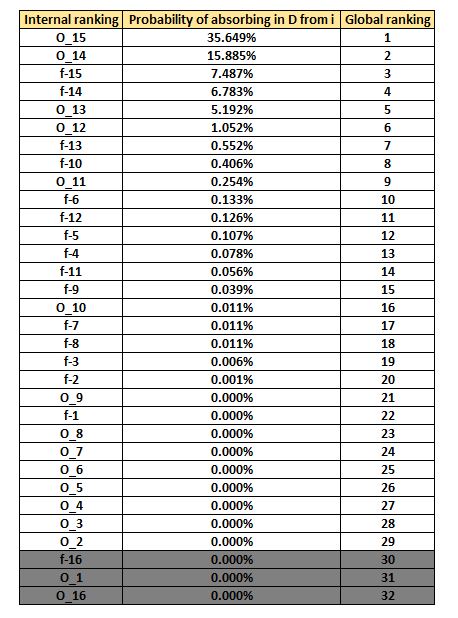 Internal ranking Probability of absorbing in D from i Global ranking
O_15 35.649% 1
O_14 15.885% 2
f-15 7.487% 3
f-14 6.783% 4
O_13 5.192% 5
O_12 1.052% 6
f-13 0.552% 7
f-10 0.406% 8
O_11 0.254% 9
f-6 0.133% 10
f-12 0.126% 11
f-5 0.107% 12
f-4 0.078% 13
f-11 0.056% 14
f-9 0.039% 15
O_10 0.011% 16
f-7 0.011% 17
f-8 0.011% 18
f-3 0.006% 19
f-2 0.001% 20
O_9 0.000% 21
f-1 0.000% 22
O_8 0.000% 23
O_7 0.000% 24
O_6 0.000% 25
O_5 0.000% 26
O_4 0.000% 27
O_3 0.000% 28
O_2 0.000% 29
f-16 0.000% 30
O_1 0.000% 31
O_16 0.000% 32